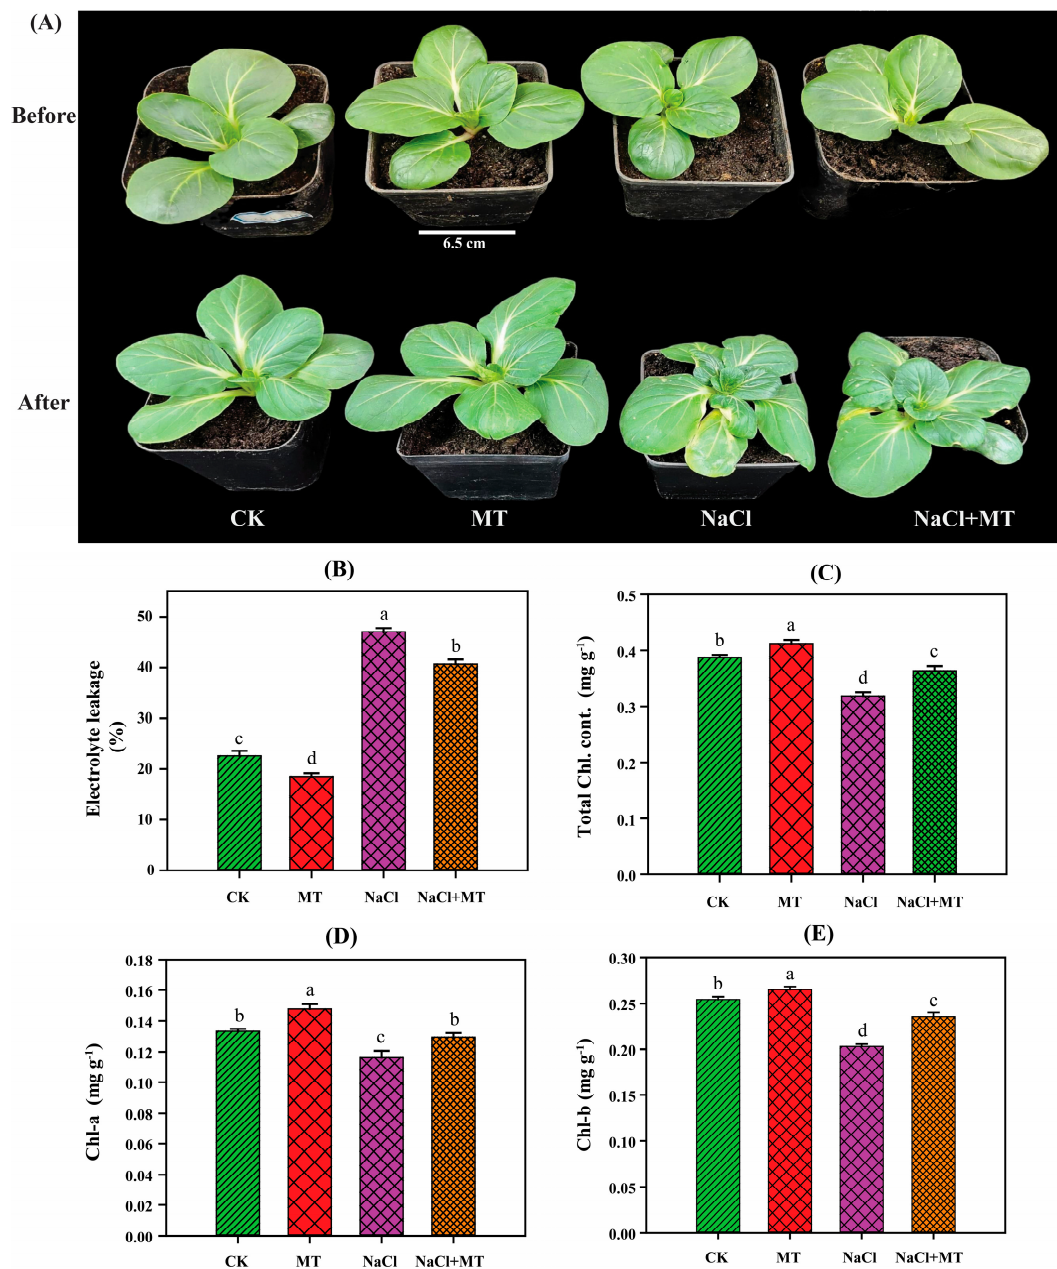 (A)
Before
6.5 cm
After
CK MT NaCl NaCl+MT
(B)
Electrolyte leakage
(%)
50
40
30
20
10
0
c
d
a
b
CK MT NaCl NaCl+MT
(C)
Total Chl. cont. (mg g⁻¹)
0.5
0.4
0.3
0.2
0.1
0.0
b
a
d
c
CK MT NaCl NaCl+MT
(D)
Chl-a (mg g⁻¹)
0.18
0.16
0.14
0.12
0.10
0.08
0.06
0.04
0.02
0.00
b
a
c
b
CK MT NaCl NaCl+MT
(E)
Chl-b (mg g⁻¹)
0.30
0.25
0.20
0.15
0.10
0.05
0.00
b
a
d
c
CK MT NaCl NaCl+MT